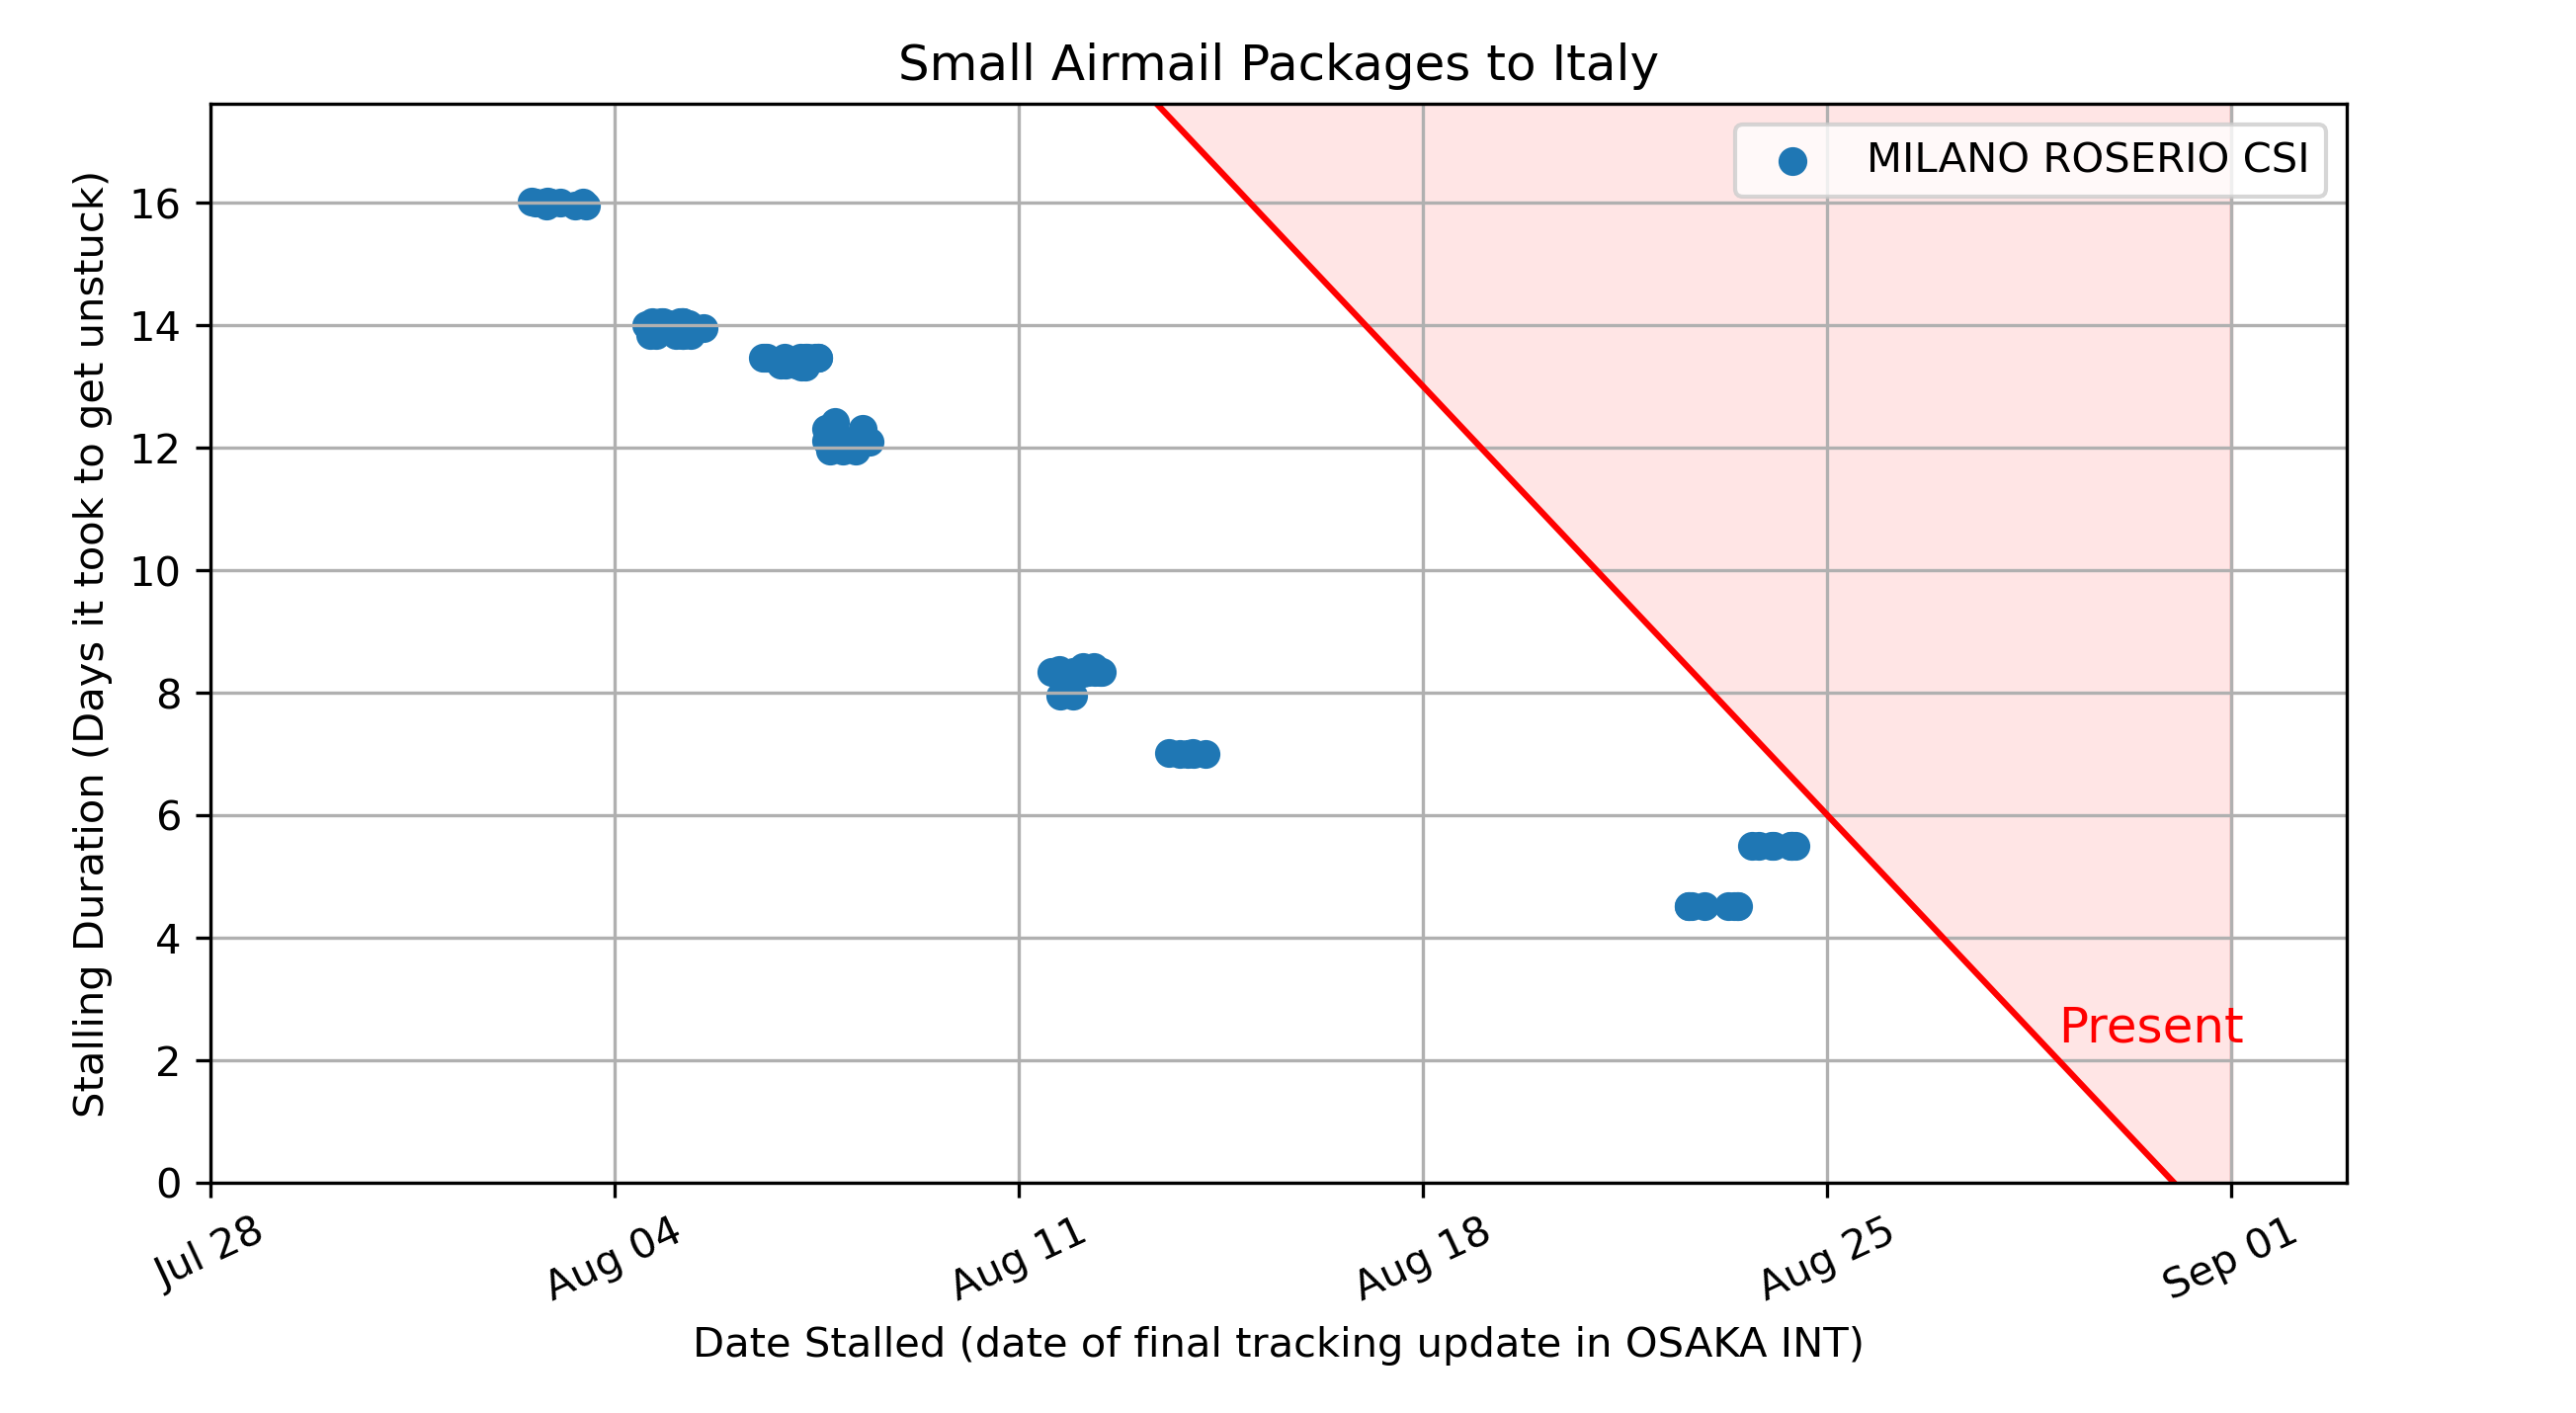 Small Airmail Packages to Italy
MILANO ROSERIO CSI
Stalling Duration (Days it took to get unstuck)
16
14
12
10
8
6
4
2
0
Present
Jul 28
Aug 04
Aug 11
Aug 18
Aug 25
Sep 01
Date Stalled (date of final tracking update in OSAKA INT)